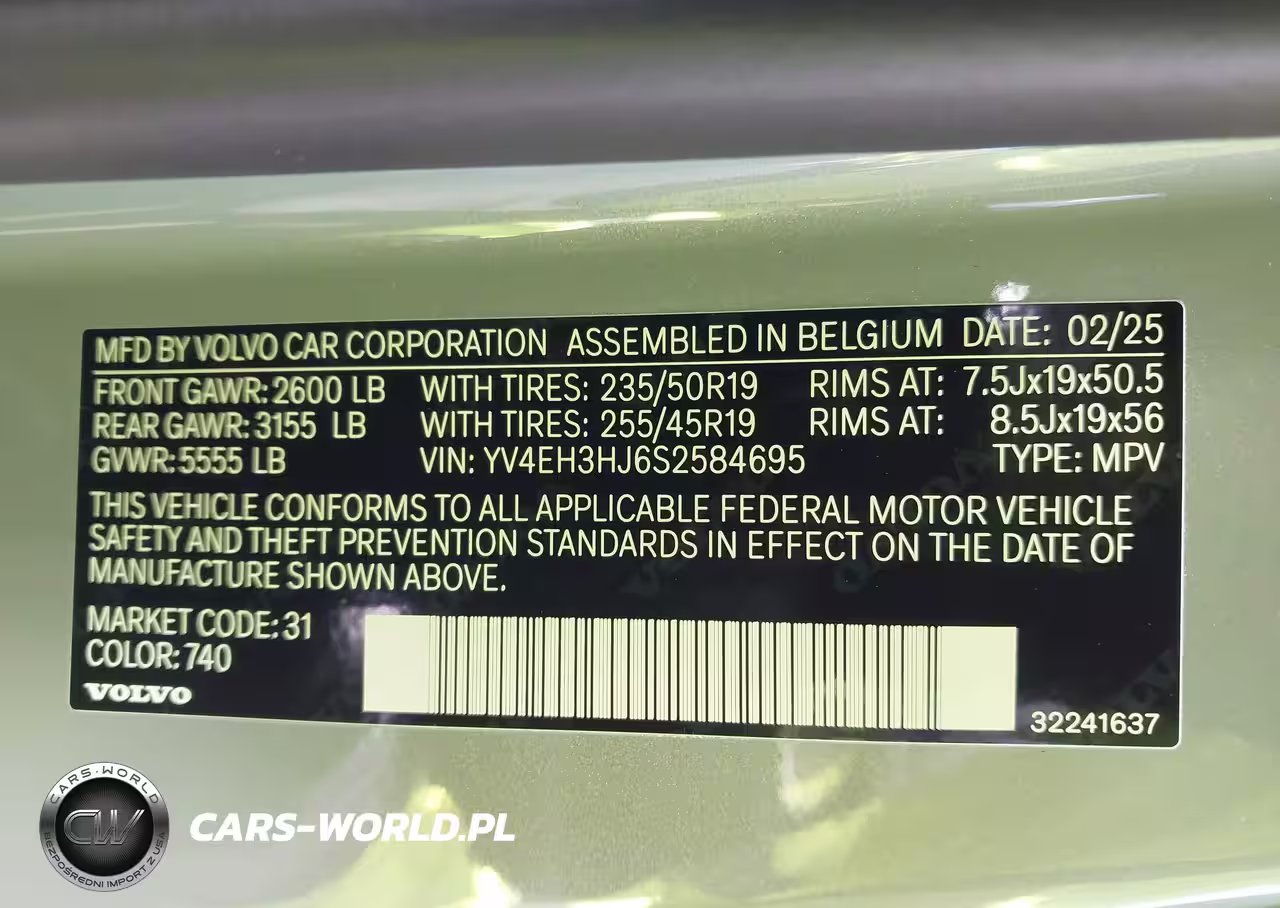 MFD BY VOLVO CAR CORPORATION ASSEMBLED IN BELGIUM DATE: 02/25
FRONT GAWR: 2600 LB WITH TIRES: 235/50R19 RIMS AT: 7.5Jx19x50.5
REAR GAWR: 3155 LB WITH TIRES: 255/45R19 RIMS AT: 8.5Jx19x56
GVWR: 5555 LB VIN: YV4EH3HJ6S2584695 TYPE: MPV
THIS VEHICLE CONFORMS TO ALL APPLICABLE FEDERAL MOTOR VEHICLE
SAFETY AND THEFT PREVENTION STANDARDS IN EFFECT ON THE DATE OF
MANUFACTURE SHOWN ABOVE.
MARKET CODE: 31
COLOR: 740
VOLVO
32241637
CARS-WORLD
CW
BEZPOŚREDNI IMPORT Z USA
CARS-WORLD.PL